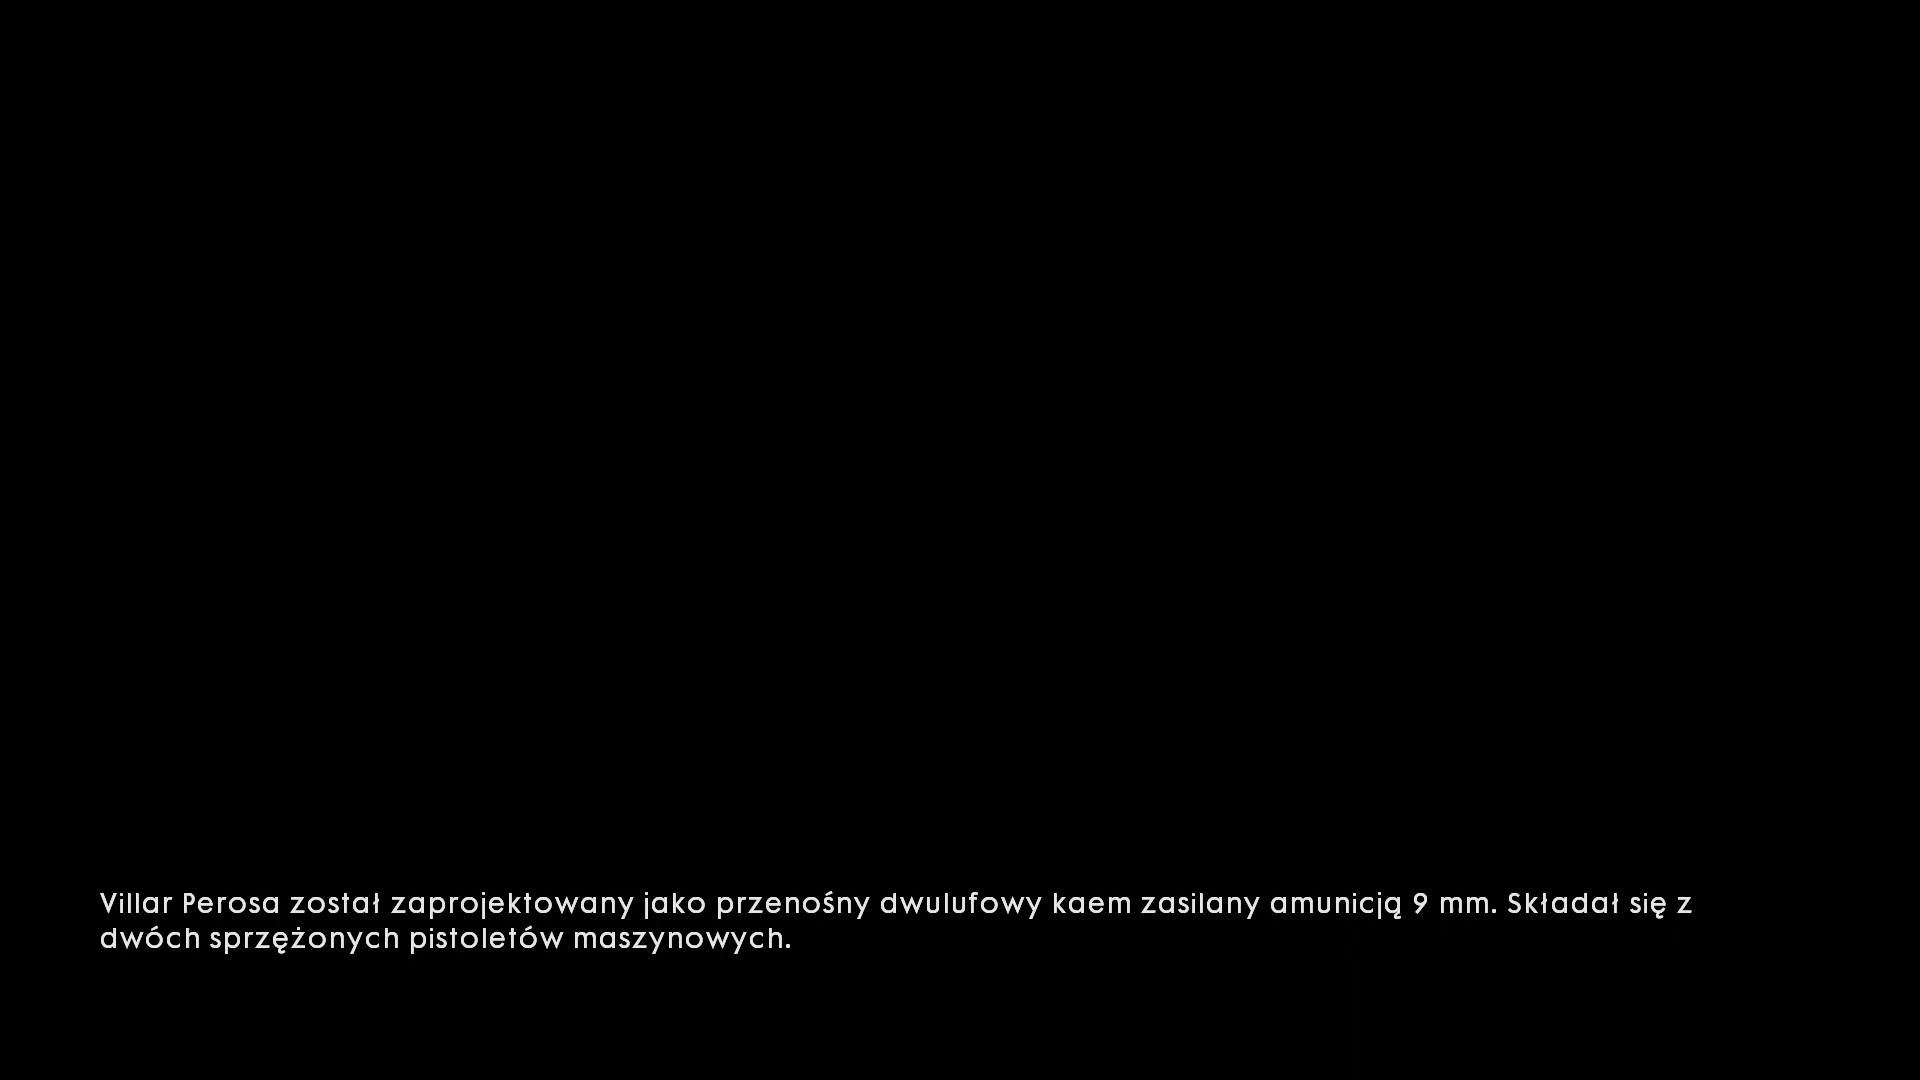 Villar Perosa został zaprojektowany jako przenośny dwulufowy kaem zasilany amunicją 9 mm. Składał się z
dwóch sprzężonych pistoletów maszynowych.